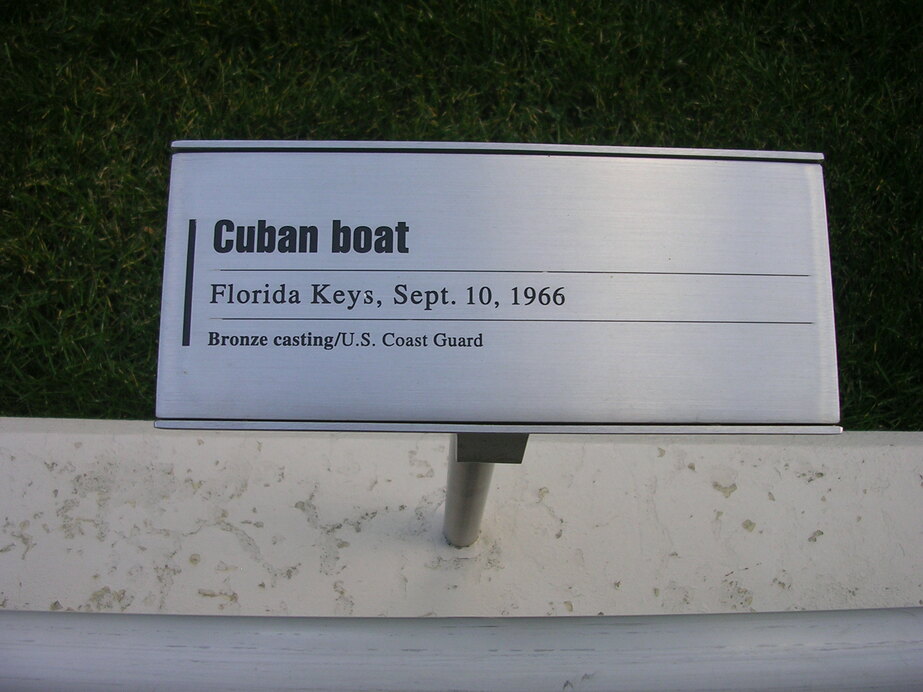 Cuban boat
Florida Keys, Sept. 10, 1966
Bronze casting/U.S. Coast Guard